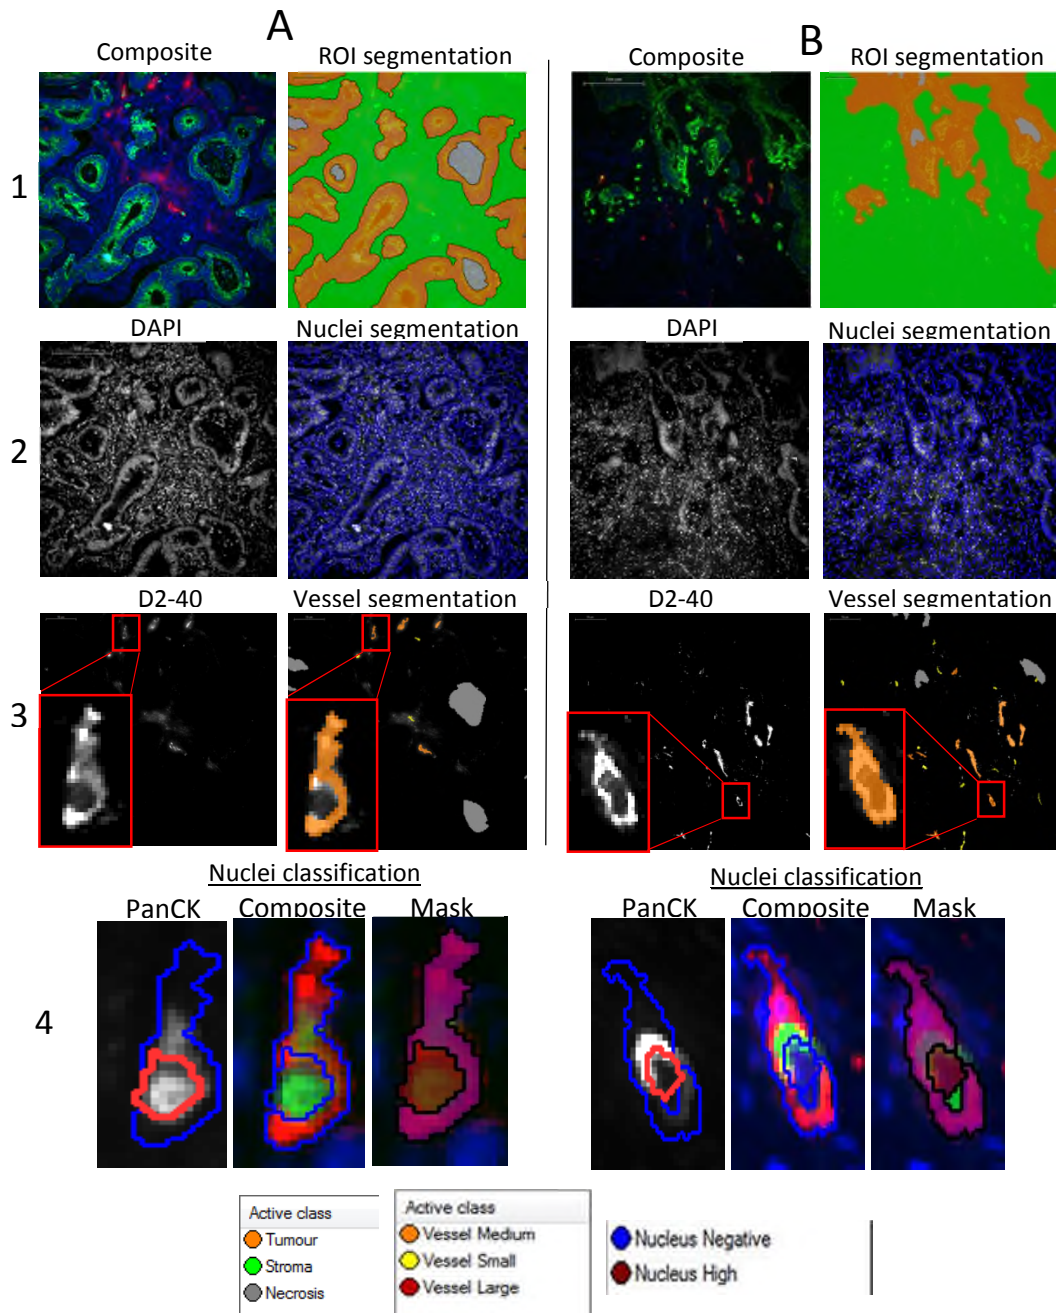 A
B
Composite
ROI segmentation
Composite
ROI segmentation
1
DAPI
Nuclei segmentation
DAPI
Nuclei segmentation
2
D2-40
Vessel segmentation
D2-40
Vessel segmentation
3
Nuclei classification
Nuclei classification
PanCK
Composite
Mask
PanCK
Composite
Mask
4
Active class
Tumour
Stroma
Necrosis
Active class
Vessel Medium
Vessel Small
Vessel Large
Nucleus Negative
Nucleus High